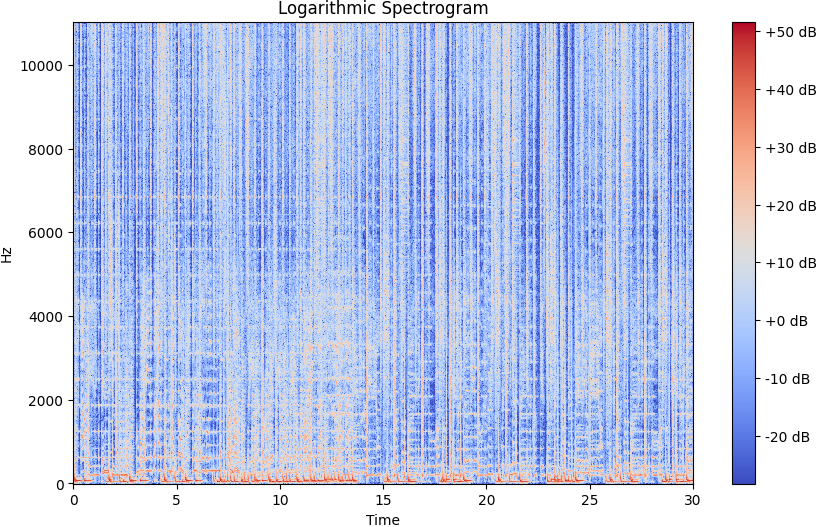 Logarithmic Spectrogram
Hz
10000
8000
6000
4000
2000
0
0 5 10 15 20 25 30
Time
+50 dB
+40 dB
+30 dB
+20 dB
+10 dB
+0 dB
-10 dB
-20 dB